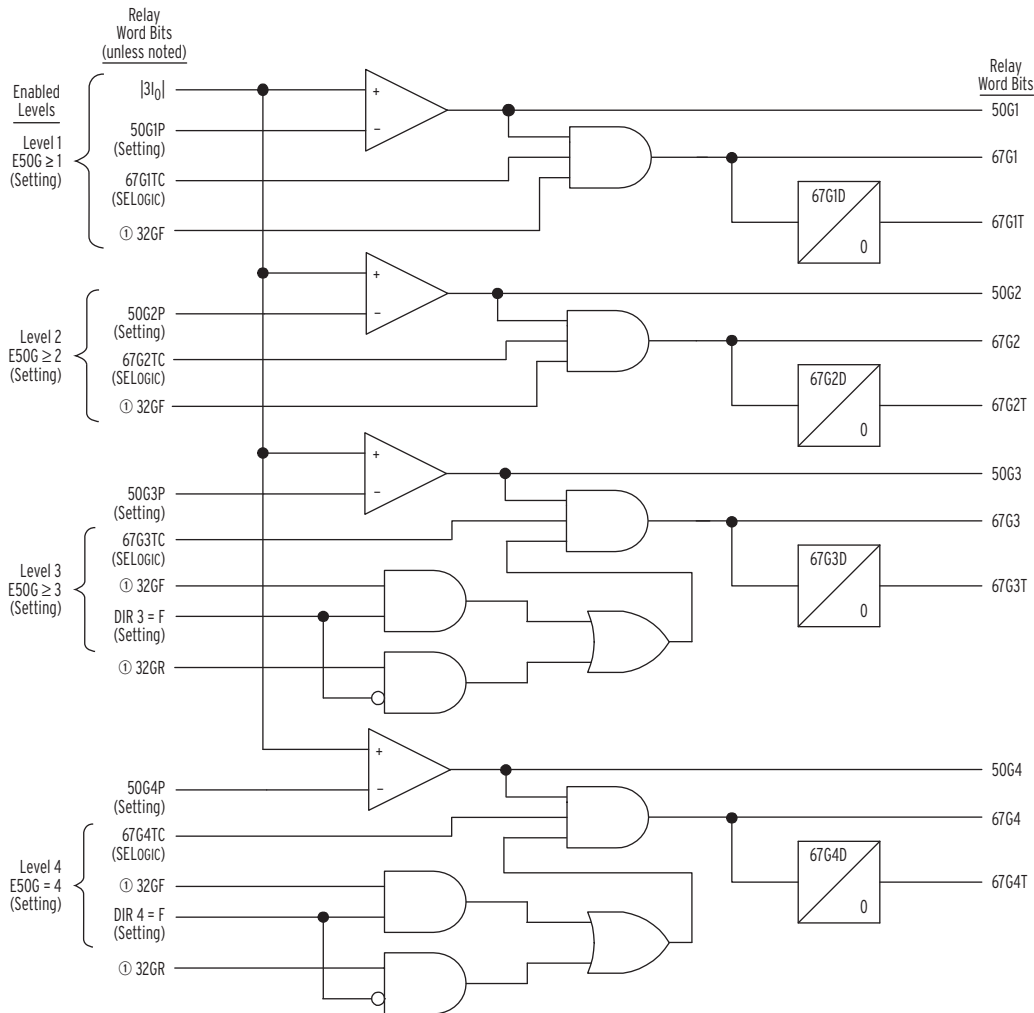 Relay
Word Bits
(unless noted)
Relay
Word Bits
Enabled
Levels
Level 1
E50G ≥ 1
(Setting)
|3I0|
50G1P
(Setting)
67G1TC
(SELOGIC)
① 32GF
+
−
67G1D
0
50G1
67G1
67G1T
Level 2
E50G ≥ 2
(Setting)
50G2P
(Setting)
67G2TC
(SELOGIC)
① 32GF
+
−
67G2D
0
50G2
67G2
67G2T
Level 3
E50G ≥ 3
(Setting)
50G3P
(Setting)
67G3TC
(SELOGIC)
① 32GF
DIR 3 = F
(Setting)
① 32GR
+
−
67G3D
0
50G3
67G3
67G3T
Level 4
E50G = 4
(Setting)
50G4P
(Setting)
67G4TC
(SELOGIC)
① 32GF
DIR 4 = F
(Setting)
① 32GR
+
−
67G4D
0
50G4
67G4
67G4T